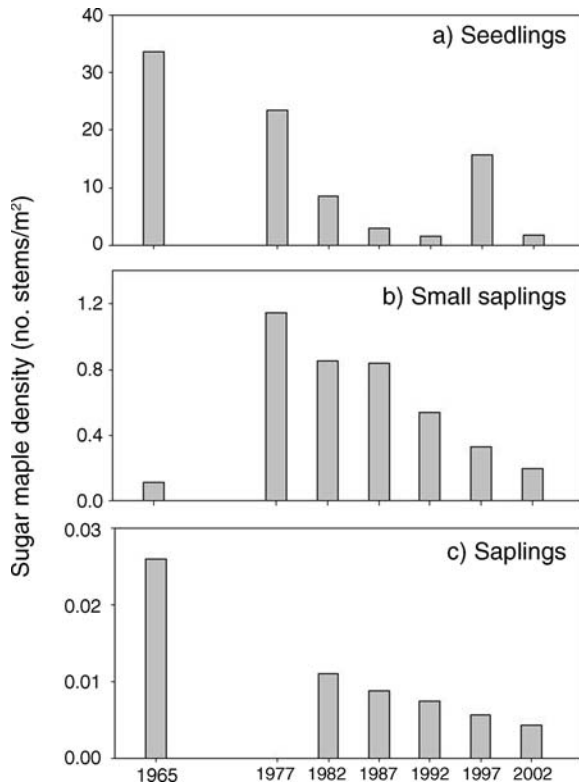 Sugar maple density (no. stems/m²)
a) Seedlings
40
30
20
10
0
b) Small saplings
1.2
0.8
0.4
0.0
c) Saplings
0.03
0.02
0.01
0.00
1965 1977 1982 1987 1992 1997 2002